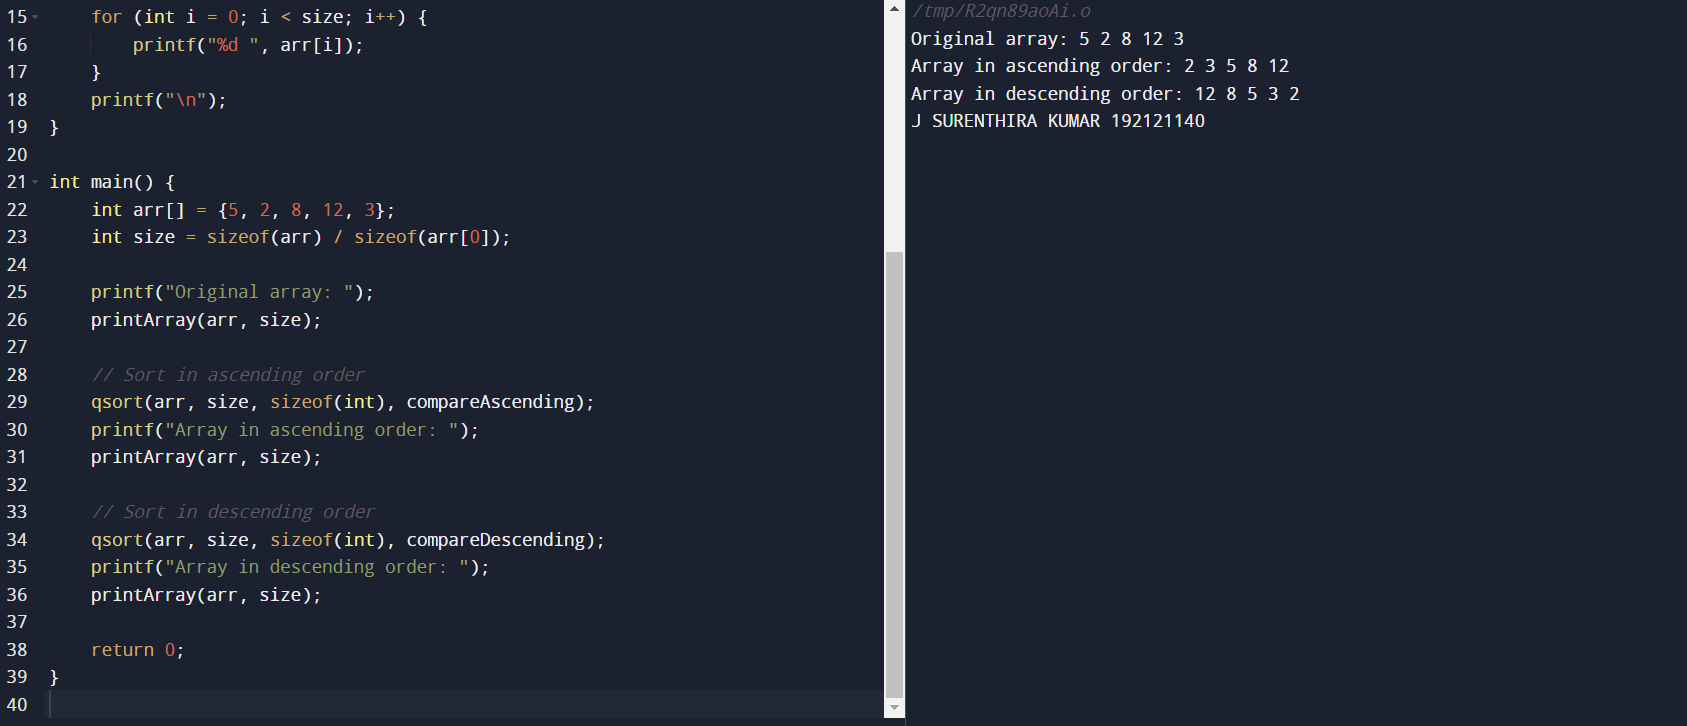 15 for (int i = 0; i < size; i++) {
16 printf("%d ", arr[i]);
17 }
18 printf("\n");
19 }
20
21 int main() {
22 int arr[] = {5, 2, 8, 12, 3};
23 int size = sizeof(arr) / sizeof(arr[0]);
24
25 printf("Original array: ");
26 printArray(arr, size);
27
28 // Sort in ascending order
29 qsort(arr, size, sizeof(int), compareAscending);
30 printf("Array in ascending order: ");
31 printArray(arr, size);
32
33 // Sort in descending order
34 qsort(arr, size, sizeof(int), compareDescending);
35 printf("Array in descending order: ");
36 printArray(arr, size);
37
38 return 0;
39 }
40
/tmp/R2qn89aoAi.o
Original array: 5 2 8 12 3
Array in ascending order: 2 3 5 8 12
Array in descending order: 12 8 5 3 2
J SURENTHIRA KUMAR 192121140